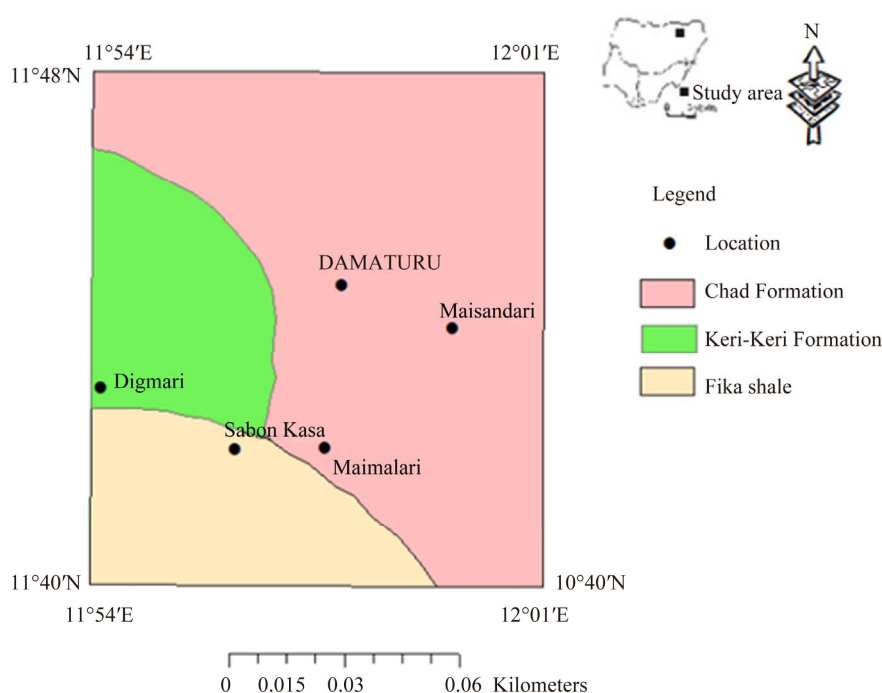 11°54′E
12°01′E
N
11°48′N
Study area
Legend
Location
DAMATURU
Chad Formation
Maisandari
Keri-Keri Formation
Digmari
Fika shale
Sabon Kasa
Maimalari
11°40′N
10°40′N
11°54′E
12°01′E
0 0.015 0.03 0.06 Kilometers